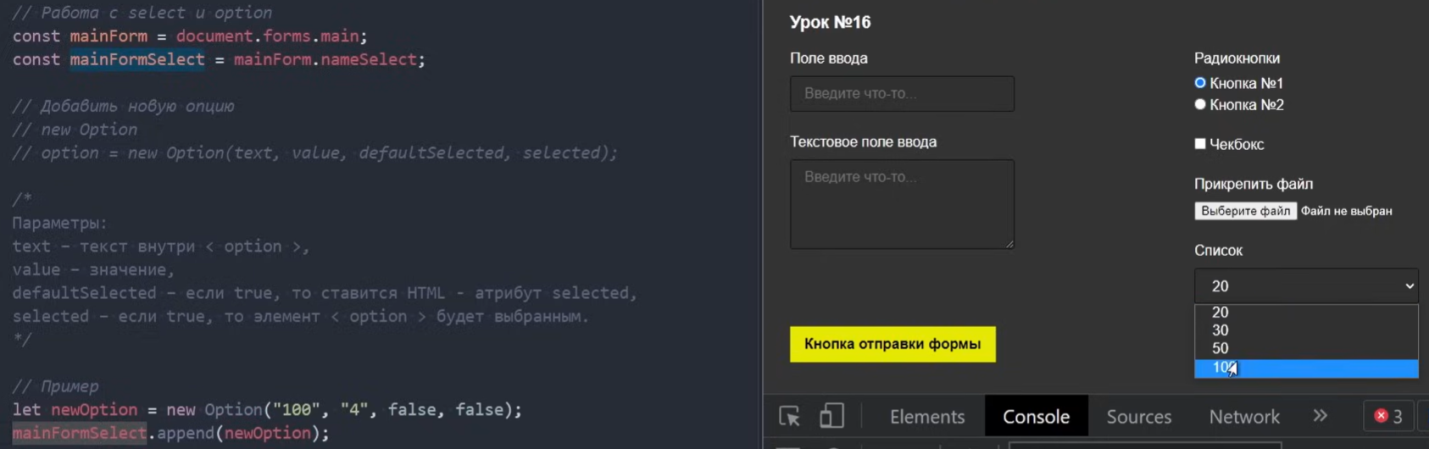 // Работа с select и option
const mainForm = document.forms.main;
const mainFormSelect = mainForm.nameSelect;
// Добавить новую опцию
// new Option
// option = new Option(text, value, defaultSelected, selected);
/*
Параметры:
text – текст внутри < option >,
value – значение,
defaultSelected – если true, то ставится HTML - атрибут selected,
selected – если true, то элемент < option > будет выбранным.
*/
// Пример
let newOption = new Option("100", "4", false, false);
mainFormSelect.append(newOption);
Урок №16
Поле ввода
Введите что-то...
Текстовое поле ввода
Введите что-то...
Кнопка отправки формы
Радиокнопки
Кнопка №1
Кнопка №2
Чекбокс
Прикрепить файл
Выберите файл Файл не выбран
Список
20
20
30
50
100
Elements Console Sources Network » 3